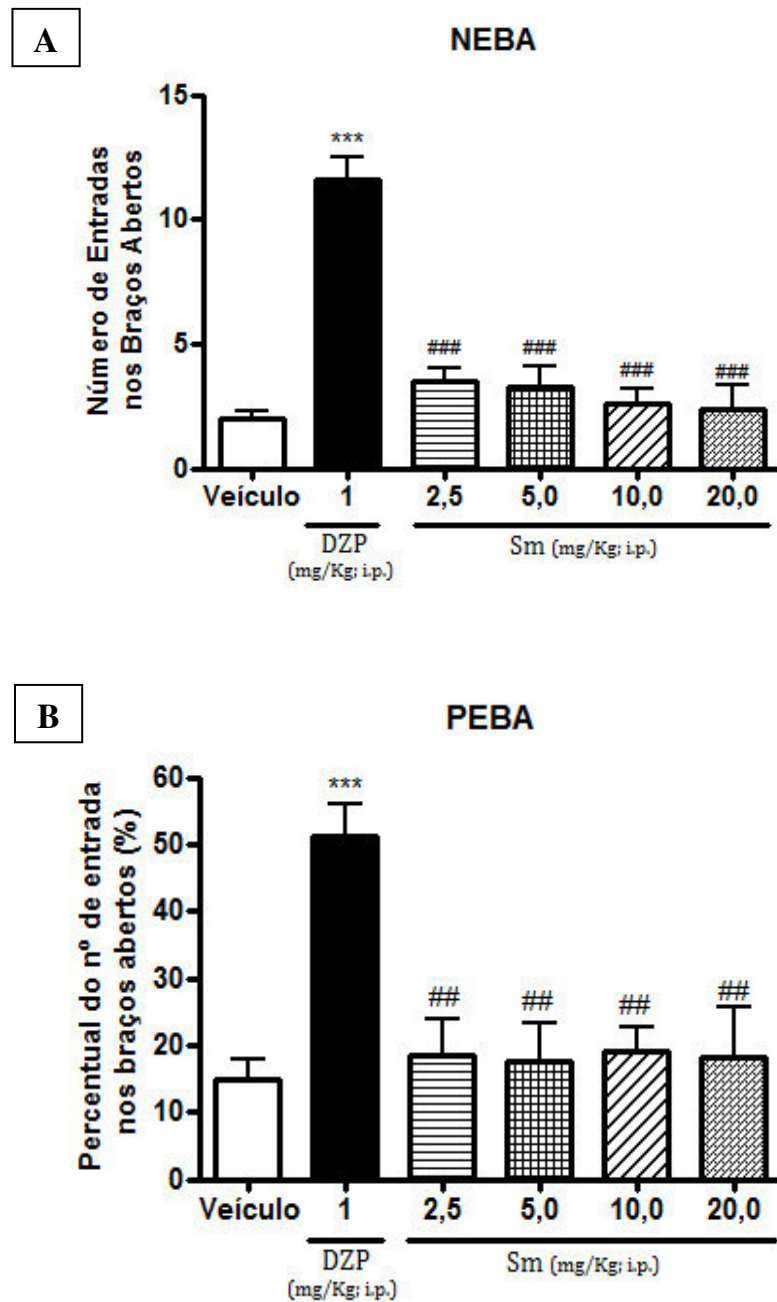 A
NEBA
Número de Entradas
nos Braços Abertos
15
10
5
0
***
###
###
###
###
Veículo 1 2,5 5,0 10,0 20,0
DZP
(mg/Kg; i.p.)
Sm (mg/Kg; i.p.)
B
PEBA
Percentual do nº de entrada
nos braços abertos (%)
60
50
40
30
20
10
0
***
##
##
##
##
Veículo 1 2,5 5,0 10,0 20,0
DZP
(mg/Kg; i.p.)
Sm (mg/Kg; i.p.)